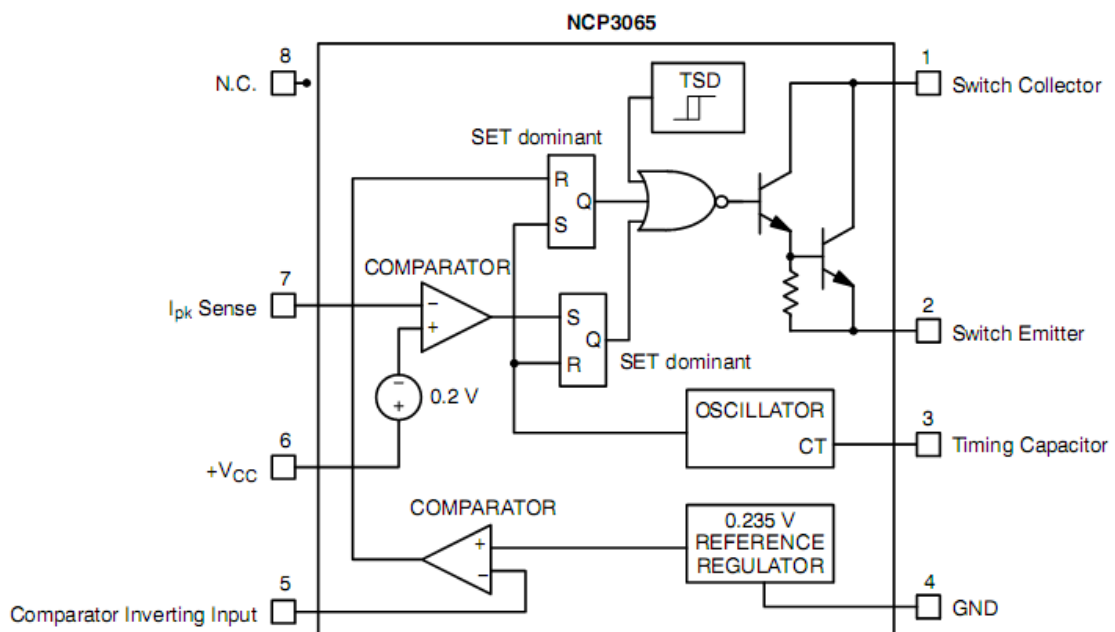 NCP3065
8
N.C.
1
Switch Collector
TSD
SET dominant
R
Q
S
COMPARATOR
7
Ipk Sense
−
+
S
Q
R
SET dominant
2
Switch Emitter
−
+
0.2 V
OSCILLATOR
CT
3
Timing Capacitor
6
+VCC
COMPARATOR
+
−
0.235 V
REFERENCE
REGULATOR
5
Comparator Inverting Input
4
GND